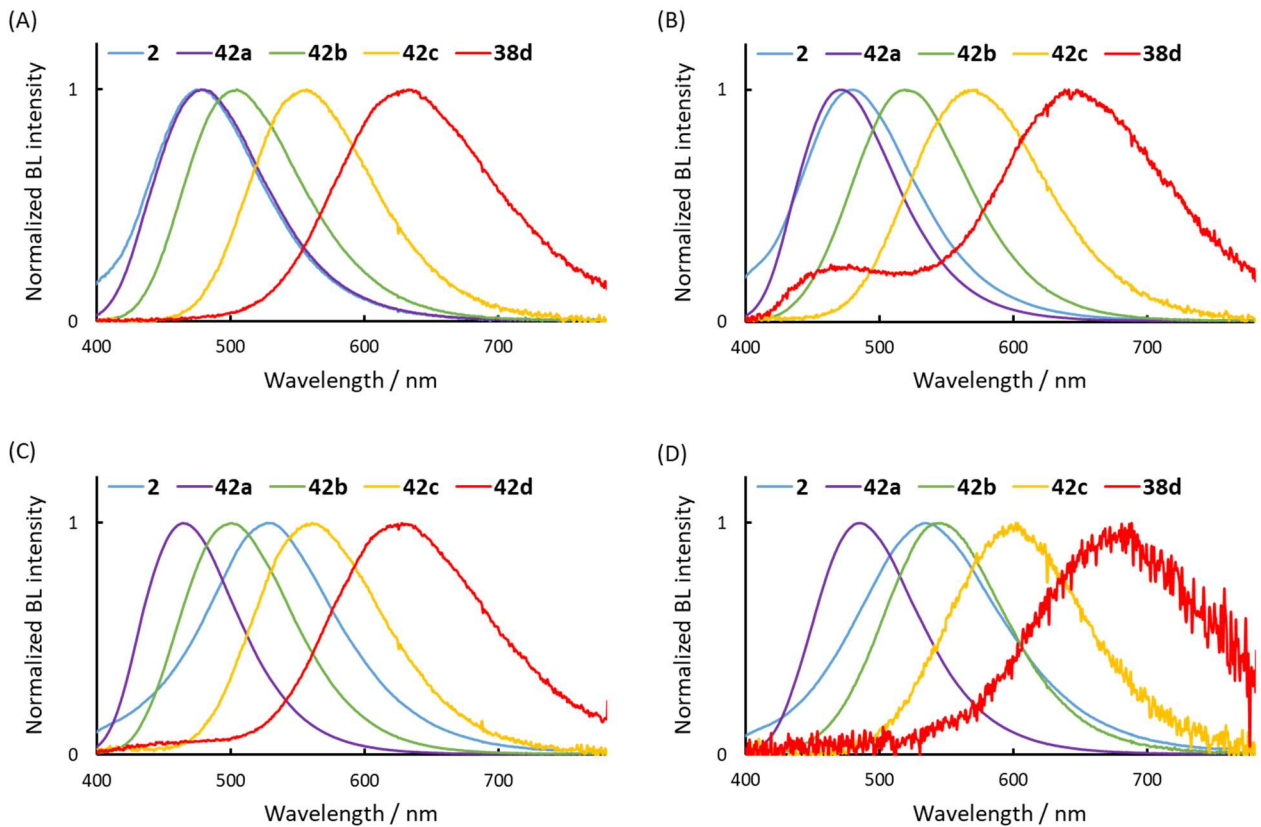 (A)
2 42a 42b 42c 38d
1
0
400 500 600 700
Normalized BL intensity
Wavelength / nm
(B)
2 42a 42b 42c 38d
1
0
400 500 600 700
Normalized BL intensity
Wavelength / nm
(C)
2 42a 42b 42c 42d
1
0
400 500 600 700
Normalized BL intensity
Wavelength / nm
(D)
2 42a 42b 42c 38d
1
0
400 500 600 700
Normalized BL intensity
Wavelength / nm